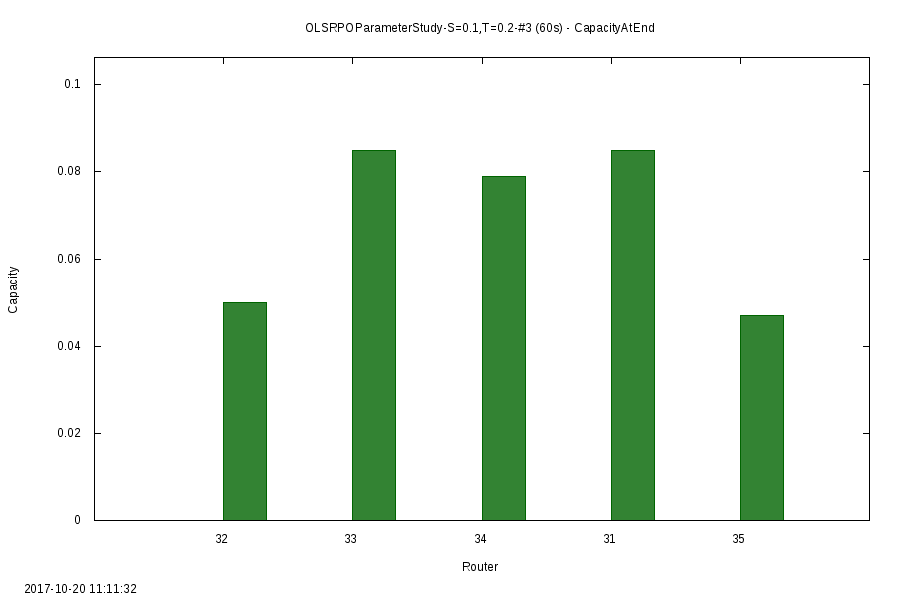 OLSRPOParameterStudy-S=0.1,T=0.2-#3 (60s) - CapacityAtEnd
0.1
0.08
0.06
0.04
0.02
0
Capacity
32 33 34 31 35
Router
2017-10-20 11:11:32